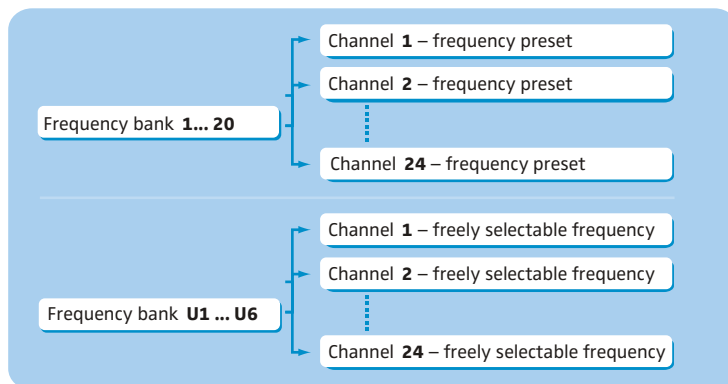 Channel 1 – frequency preset
Channel 2 – frequency preset
Frequency bank 1... 20
Channel 24 – frequency preset
Channel 1 – freely selectable frequency
Channel 2 – freely selectable frequency
Frequency bank U1 ... U6
Channel 24 – freely selectable frequency